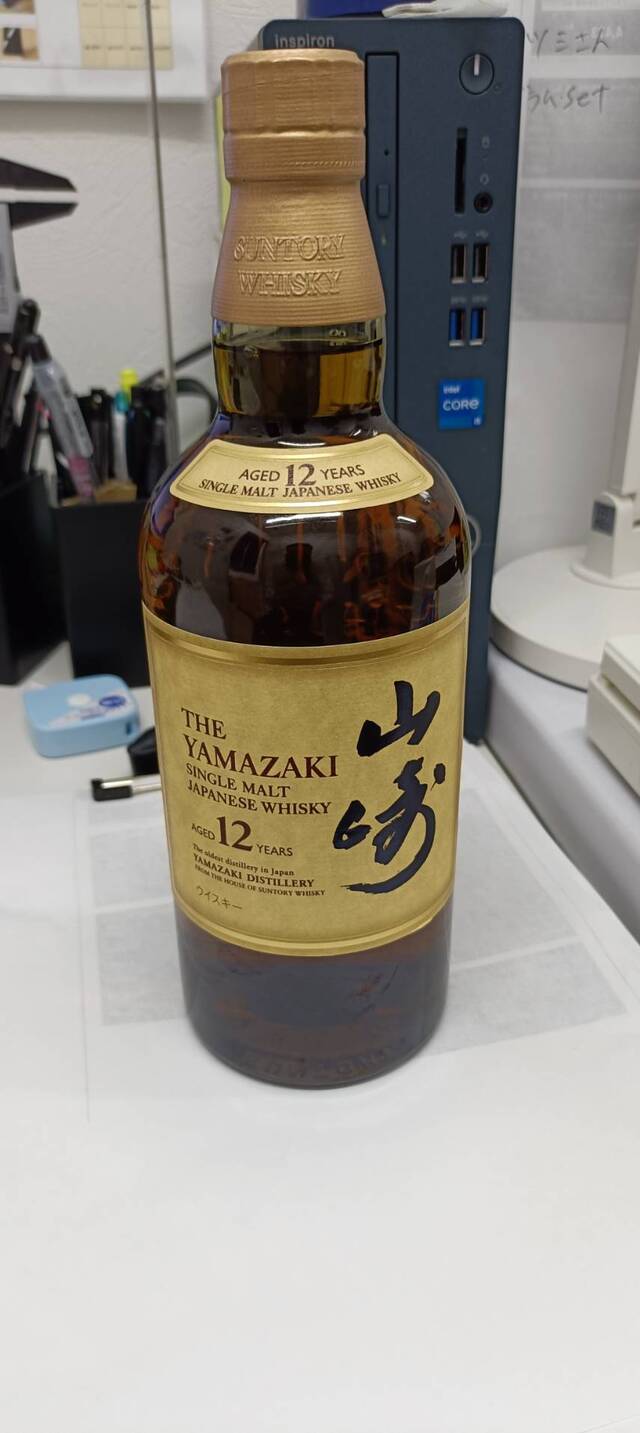 inspiron
SUNTORY
WHISKY
intel
CORE
i5
AGED 12 YEARS
SINGLE MALT JAPANESE WHISKY
THE
YAMAZAKI
SINGLE MALT
JAPANESE WHISKY
AGED 12 YEARS
The oldest distillery in Japan
YAMAZAKI DISTILLERY
FROM THE HOUSE OF SUNTORY WHISKY
ウイスキー
山崎